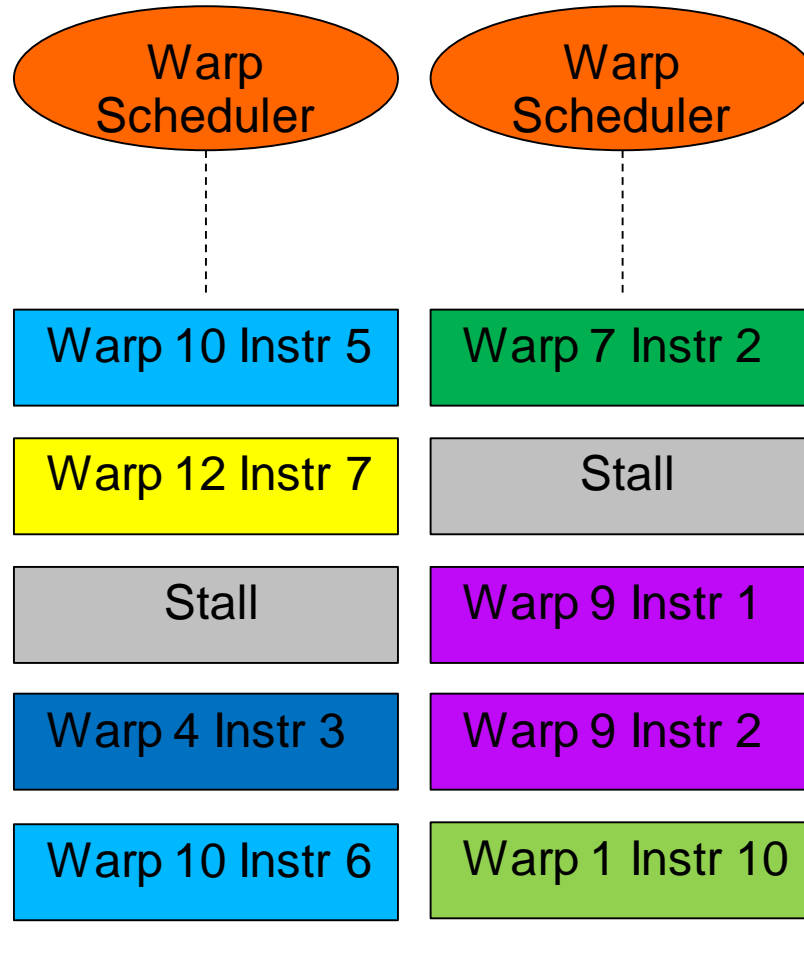 Warp
Scheduler
Warp
Scheduler
Warp 10 Instr 5
Warp 7 Instr 2
Warp 12 Instr 7
Stall
Stall
Warp 9 Instr 1
Warp 4 Instr 3
Warp 9 Instr 2
Warp 10 Instr 6
Warp 1 Instr 10